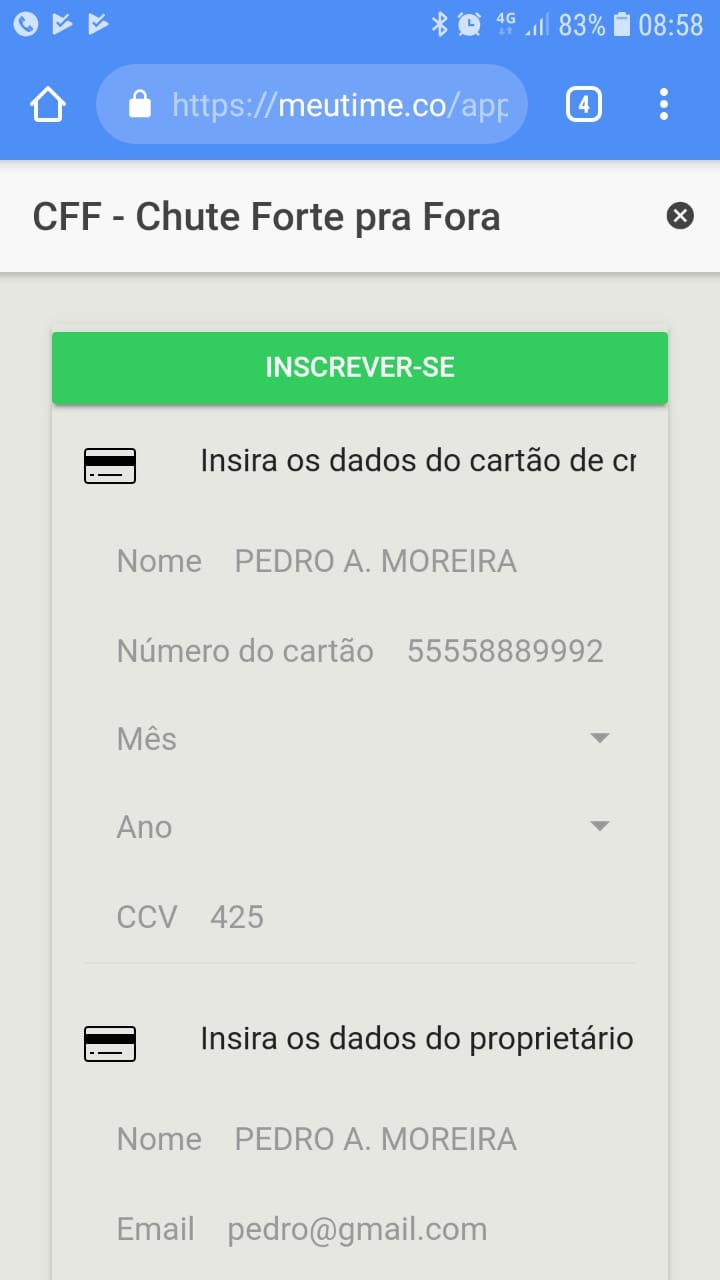 4G 83% 08:58
https://meutime.co/app 4
CFF - Chute Forte pra Fora
INSCREVER-SE
Insira os dados do cartão de cr
Nome PEDRO A. MOREIRA
Número do cartão 55558889992
Mês
Ano
CCV 425
Insira os dados do proprietário
Nome PEDRO A. MOREIRA
Email pedro@gmail.com